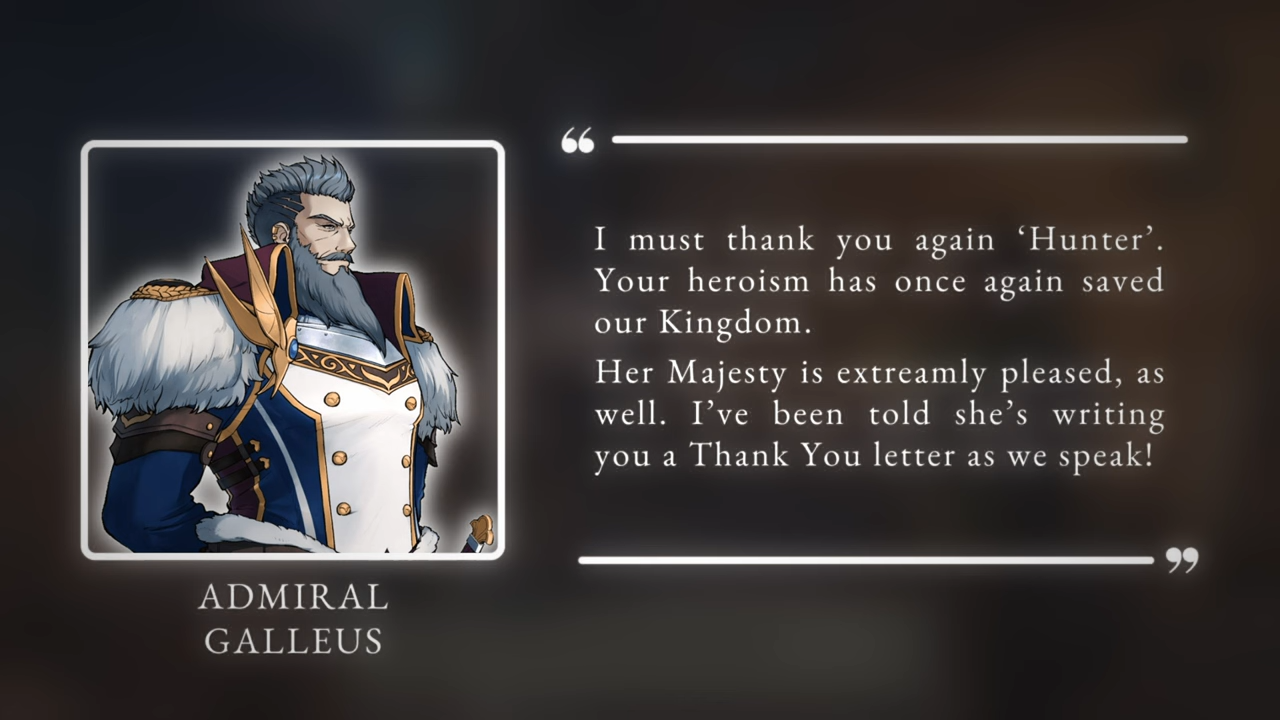 “
I must thank you again ‘Hunter’.
Your heroism has once again saved
our Kingdom.
Her Majesty is extreamly pleased, as
well. I’ve been told she’s writing
you a Thank You letter as we speak!
”
ADMIRAL
GALLEUS